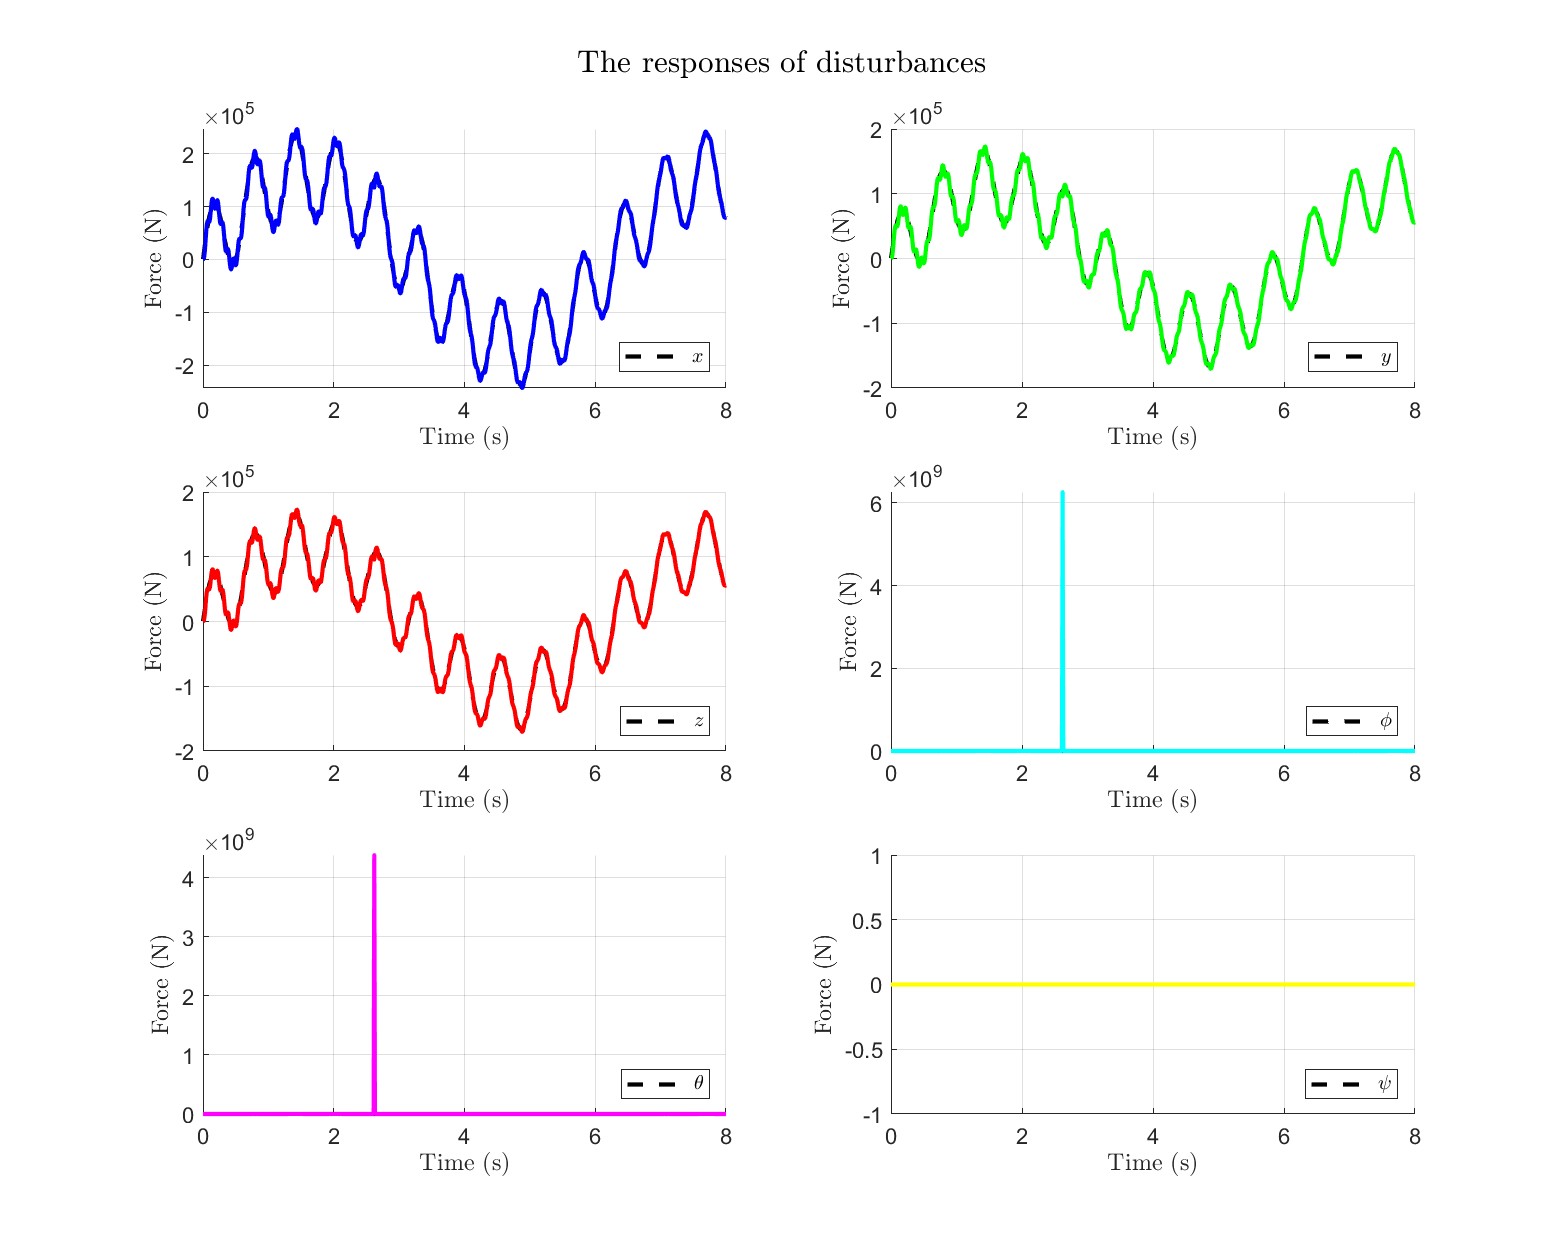 The responses of disturbances
×10^5
2
1
0
-1
-2
Force (N)
x
0 2 4 6 8
Time (s)
×10^5
2
1
0
-1
-2
Force (N)
y
0 2 4 6 8
Time (s)
×10^5
2
1
0
-1
-2
Force (N)
z
0 2 4 6 8
Time (s)
×10^9
6
4
2
0
Force (N)
ϕ
0 2 4 6 8
Time (s)
×10^9
4
3
2
1
0
Force (N)
θ
0 2 4 6 8
Time (s)
1
0.5
0
-0.5
-1
Force (N)
ψ
0 2 4 6 8
Time (s)